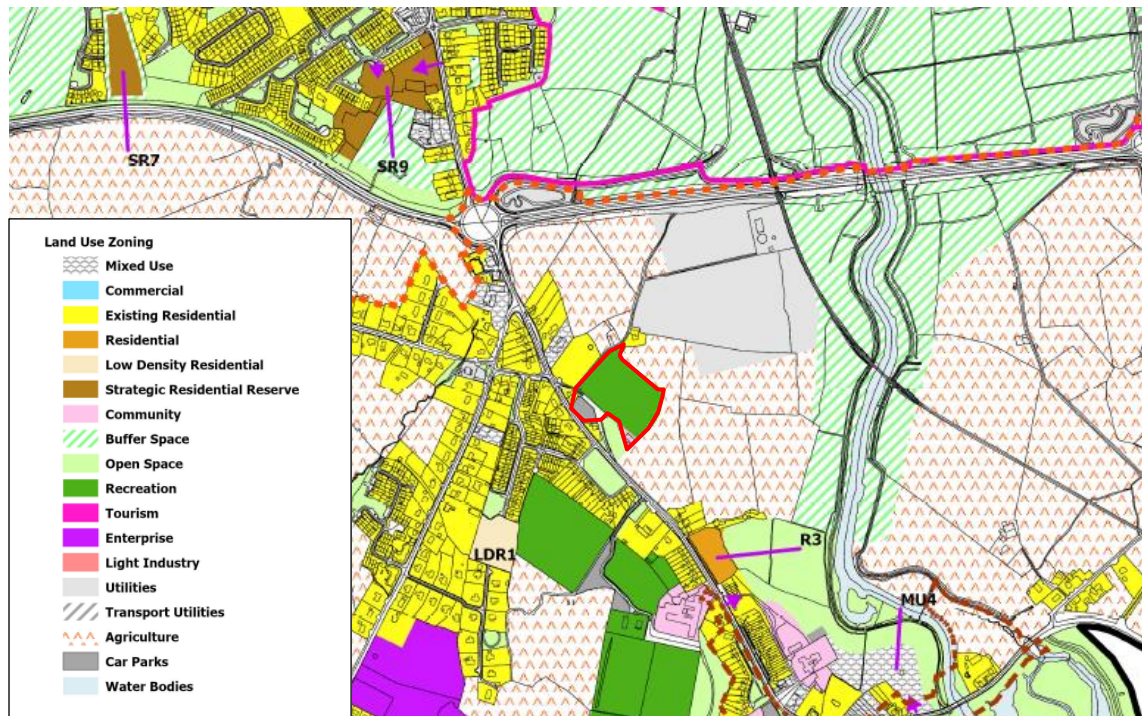 SR7
SR9
Land Use Zoning
Mixed Use
Commercial
Existing Residential
Residential
Low Density Residential
Strategic Residential Reserve
Community
Buffer Space
Open Space
Recreation
Tourism
Enterprise
Light Industry
Utilities
Transport Utilities
Agriculture
Car Parks
Water Bodies
LDR1
R3
MU4